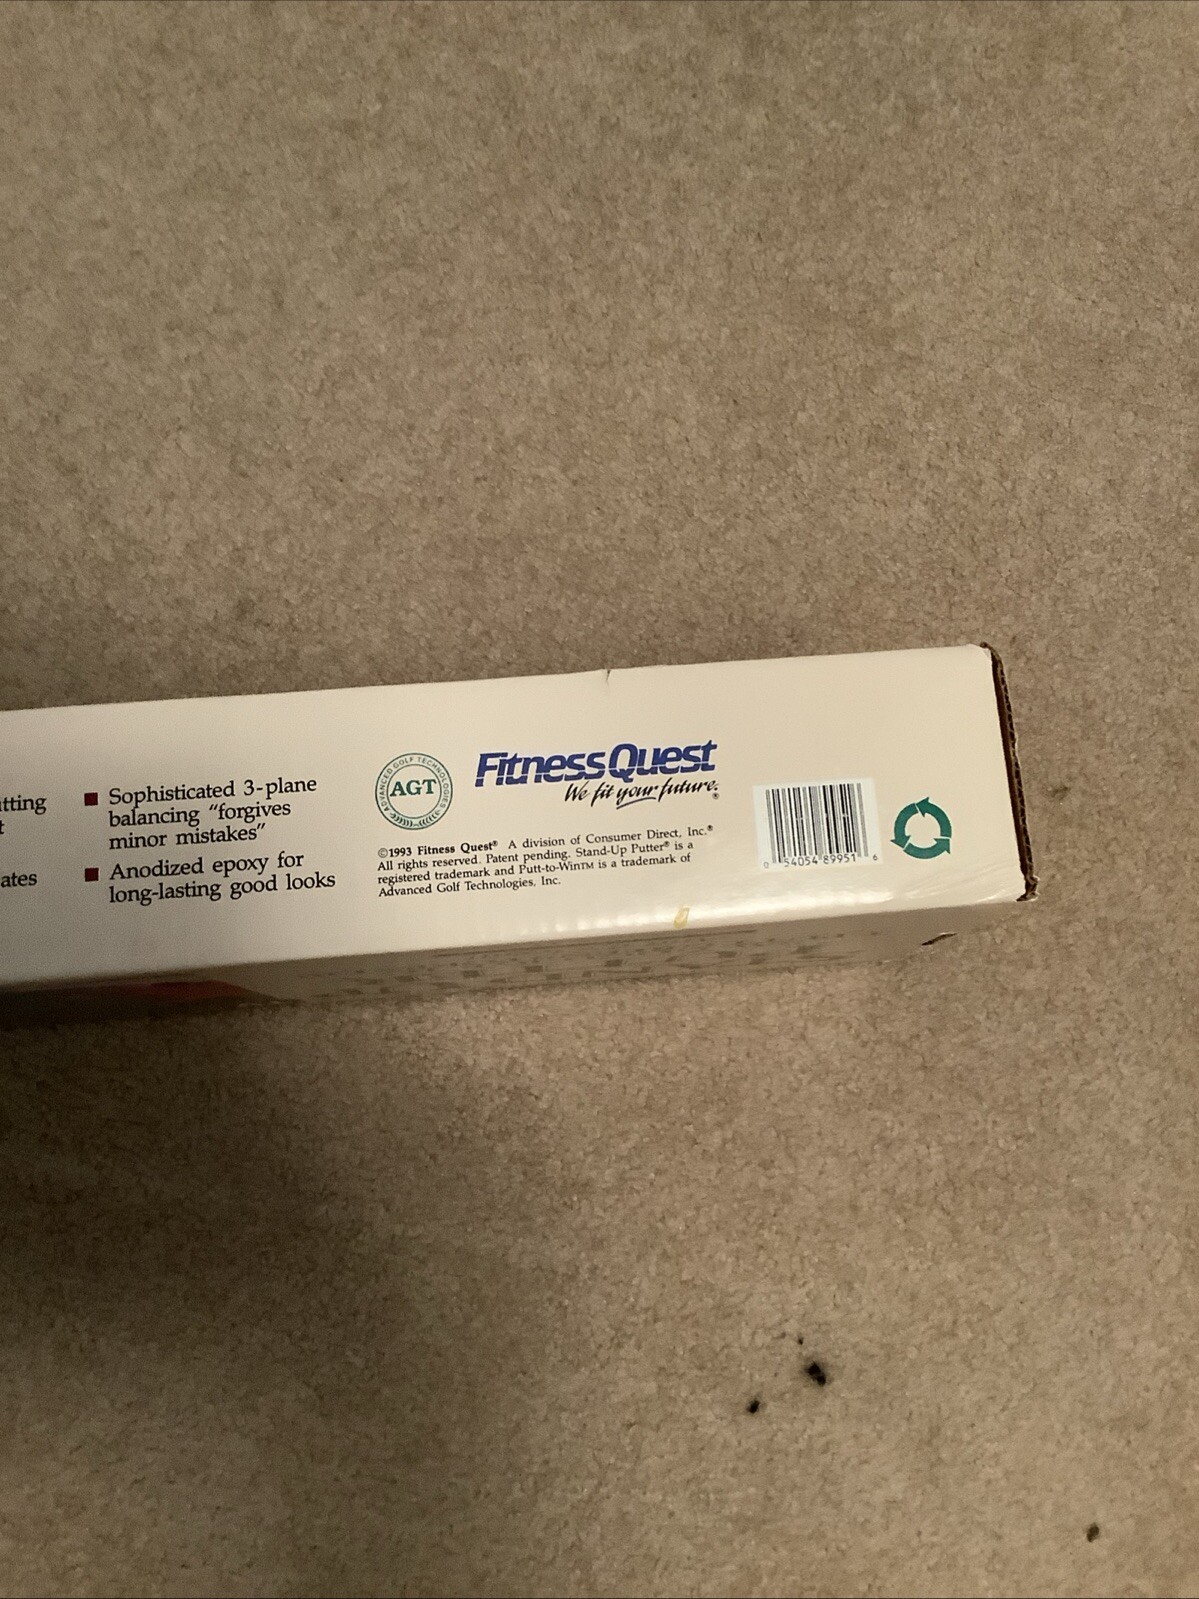 Sophisticated 3-plane
balancing “forgives
minor mistakes”
Anodized epoxy for
long-lasting good looks
itting
t
ates
ADVANCED GOLF TECHNOLOGIES
AGT
Fitness Quest
We fit your future.®
©1993 Fitness Quest® A division of Consumer Direct, Inc.®
All rights reserved. Patent pending. Stand-Up Putter® is a
registered trademark and Putt-to-Win™ is a trademark of
Advanced Golf Technologies, Inc.
0 54054 89951 6